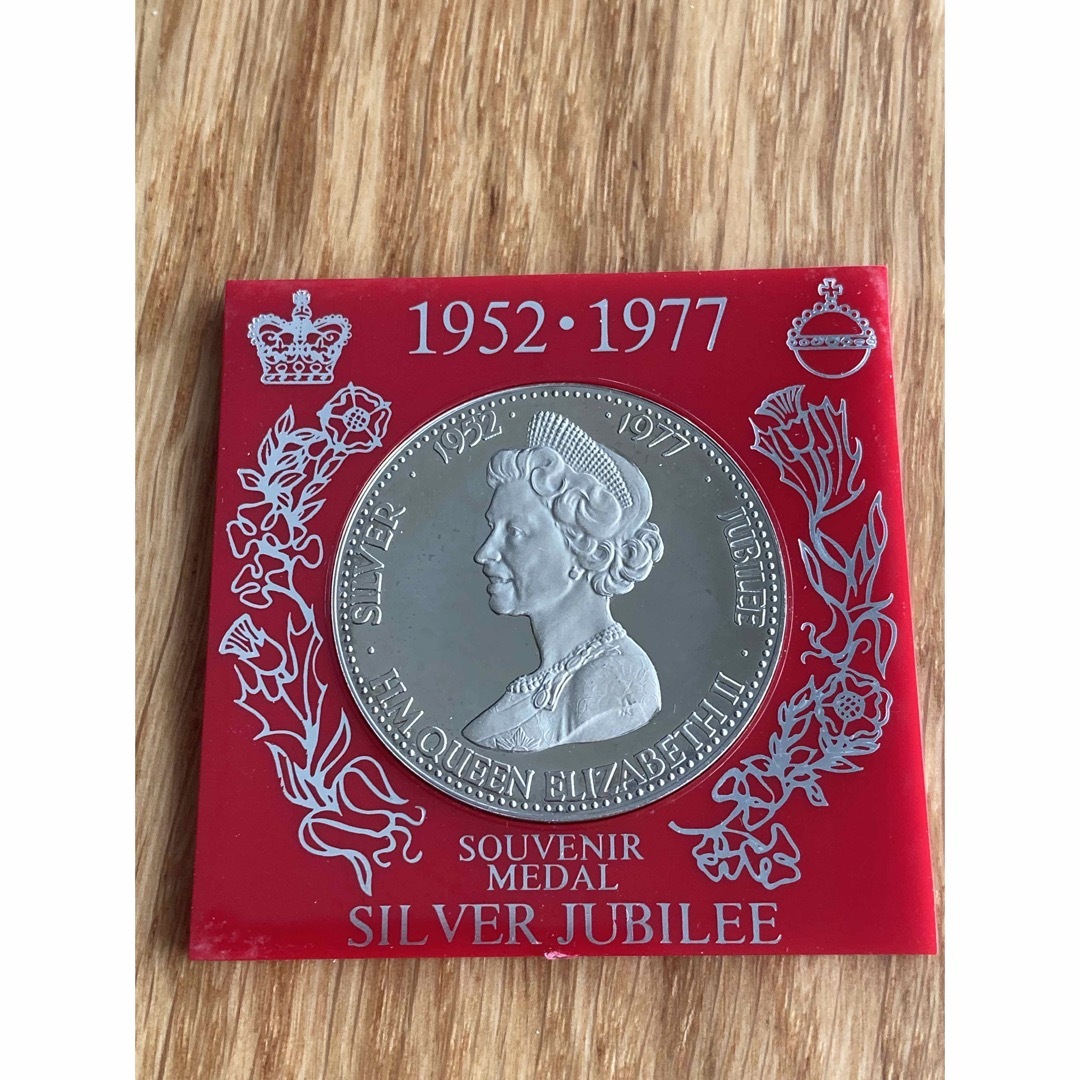 1952 · 1977
· SILVER · 1952 · 1977 · JUBILEE ·
H.M. QUEEN ELIZABETH II
SOUVENIR
MEDAL
SILVER JUBILEE